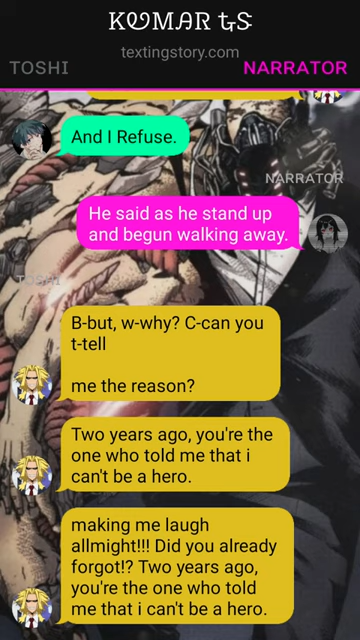 KUMAR tS
textingstory.com
TOSHI NARRATOR
And I Refuse.
NARRATOR
He said as he stand up
and begun walking away.
TOSHI
B-but, w-why? C-can you
t-tell
me the reason?
Two years ago, you're the
one who told me that i
can't be a hero.
making me laugh
allmight!!! Did you already
forgot!? Two years ago,
you're the one who told
me that i can't be a hero.